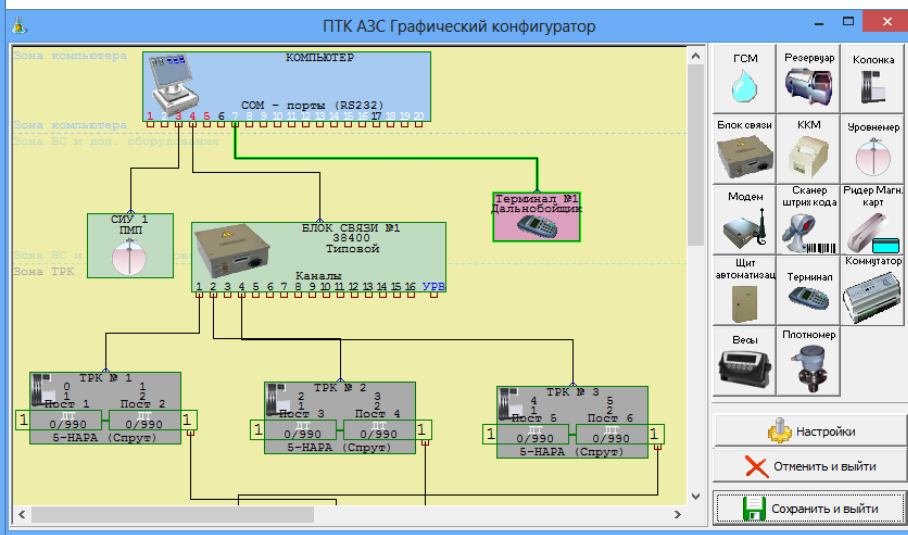 ПТК АЗС Графический конфигуратор
Зона компьютера
Зона компьютера
КОМПЬЮТЕР
COM - порты (RS232)
1 2 3 4 5 6 7 8 9 10 11 12 13 14 15 16 17 18 19 20
Зона компьютера
Зона компьютера
Зона БС и доп. оборудования
СИУ 1
ПМП
БЛОК СВЯЗИ №1
38400
Типовой
Каналы
1 2 3 4 5 6 7 8 9 10 11 12 13 14 15 16 УРВ
Терминал №1
Дальнобойщик
Зона БС и
Зона ТРК
ТРК № 1
0 1
1 2
Пост 1 Пост 2
1 0/990 0/990 1
5-НАРА (Спрут)
ТРК № 2
2 3
1 2
Пост 3 Пост 4
1 0/990 0/990 1
5-НАРА (Спрут)
ТРК № 3
4 5
1 2
Пост 5 Пост 6
1 0/990 0/990 1
5-НАРА (Спрут)
ГСМ Резервуар Колонка
Блок связи ККМ Уровнемер
Модем Сканер штрих кода Ридер Магн. карт
Щит автоматизац Терминал Коммутатор
Весы Плотномер
Настройки
Отменить и выйти
Сохранить и выйти